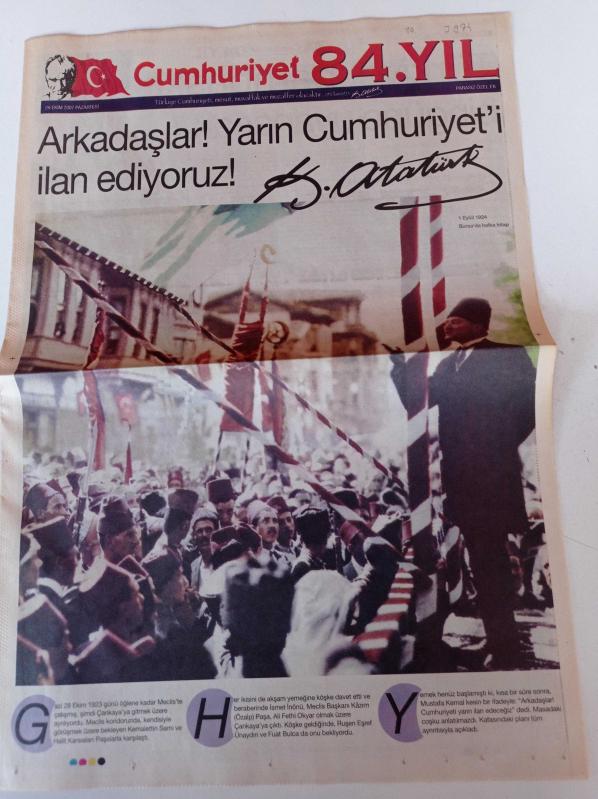 Cumhuriyet 84.YIL
29 EKİM 2007 PAZARTESİ
Türkiye Cumhuriyeti, mesut, muvaffak ve muzaffer olacaktır.
PARASIZ ÖZEL EK
Arkadaşlar! Yarın Cumhuriyet'i
ilan ediyoruz!
K. Atatürk
1 Eylül 1924
Bursa'da halka hitap
Gazi 28 Ekim 1923 günü öğlene kadar Meclis'te
çalışmış, şimdi Çankaya'ya gitmek üzere
ayrılıyordu. Meclis koridorunda, kendisiyle
görüşmek üzere bekleyen Kemalettin Sami ve
Halit Karsıalan Paşalarla karşılaştı.
Her ikisini de akşam yemeğine köşke davet etti ve
beraberinde İsmet İnönü, Meclis Başkanı Kâzım
(Özalp) Paşa, Ali Fethi Okyar olmak üzere
Çankaya'ya çıktı. Köşke geldiğinde, Ruşen Eşref
Ünaydın ve Fuat Bulca da onu bekliyordu.
Yemek henüz başlamıştı ki, kısa bir süre sonra,
Mustafa Kemal kesin bir ifadeyle: "Arkadaşlar!
Cumhuriyeti yarın ilan edeceğiz" dedi. Masadaki
coşku anlatılmazdı. Kafasındaki planı tüm
ayrıntısıyla açıkladı.